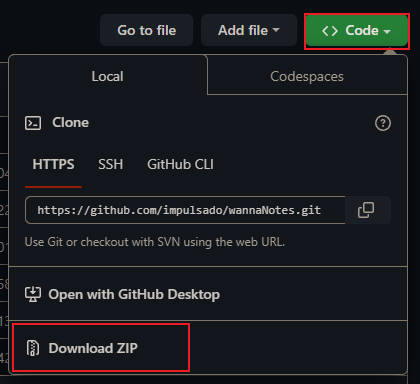 Go to file
Add file
<> Code
Local
Codespaces
Clone
HTTPS
SSH
GitHub CLI
https://github.com/impulsado/wannaNotes.git
Use Git or checkout with SVN using the web URL.
Open with GitHub Desktop
Download ZIP